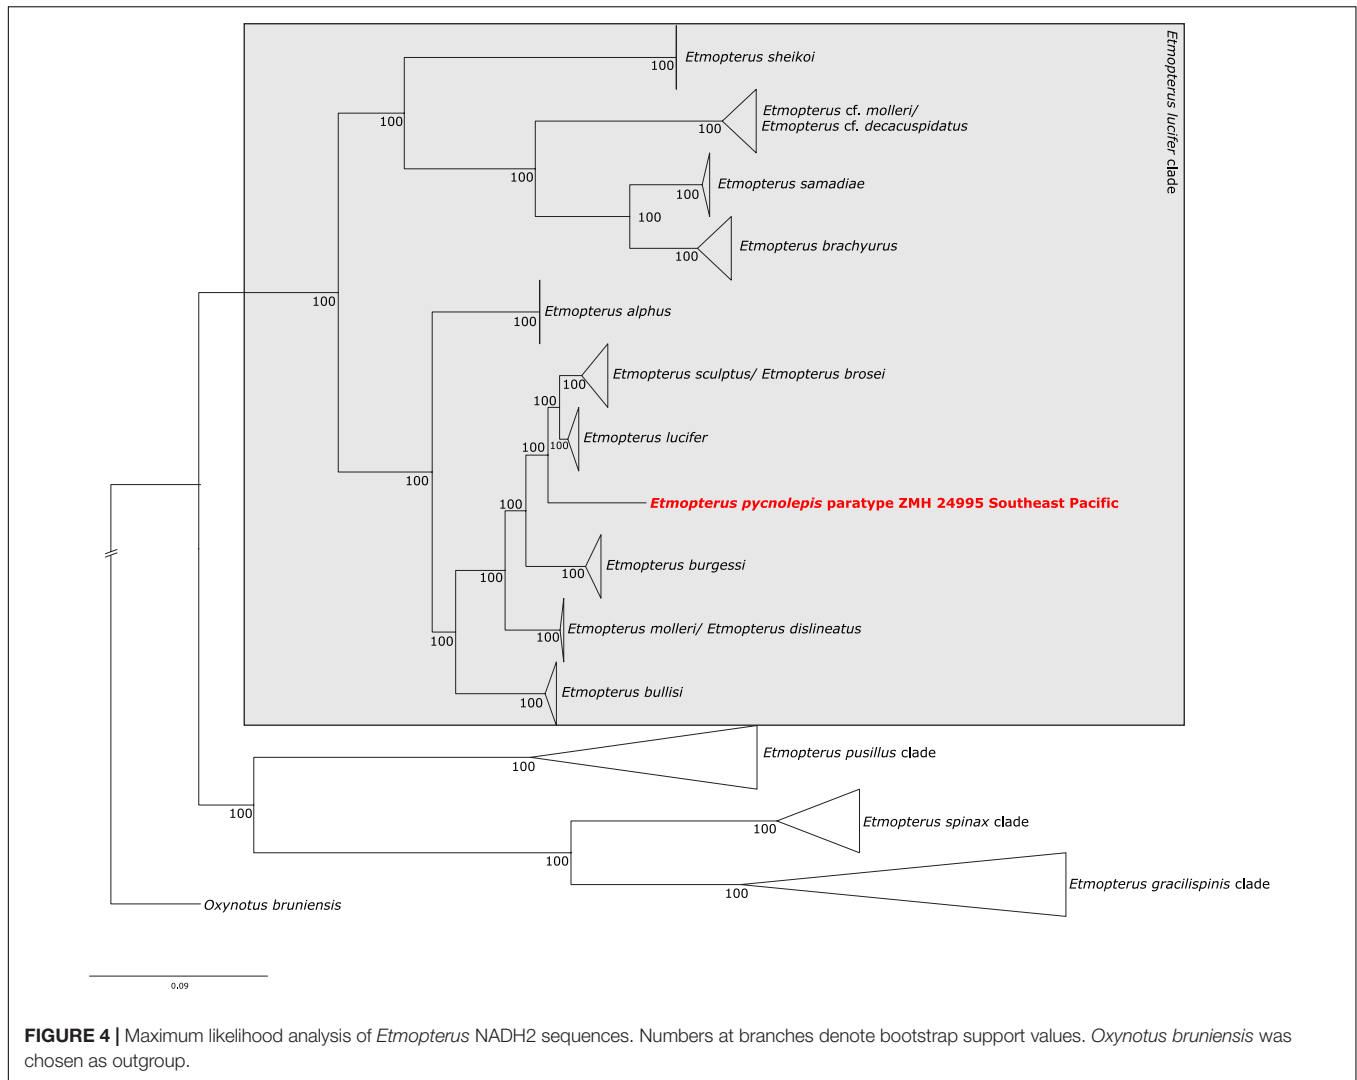 Etmopterus lucifer clade
100
Etmopterus sheikoi
100
Etmopterus cf. molleri/
Etmopterus cf. decacuspidatus
100
100
100
Etmopterus samadiae
100
100
Etmopterus brachyurus
100
100
Etmopterus alphus
100
Etmopterus sculptus/ Etmopterus brosei
100
100
Etmopterus lucifer
100
100
100
Etmopterus pycnolepis paratype ZMH 24995 Southeast Pacific
100
Etmopterus burgessi
100
100
Etmopterus molleri/ Etmopterus dislineatus
100
100
Etmopterus bullisi
100
Etmopterus pusillus clade
100
100
Etmopterus spinax clade
100
100
Etmopterus gracilispinis clade
100
Oxynotus bruniensis
0.09
FIGURE 4 | Maximum likelihood analysis of Etmopterus NADH2 sequences. Numbers at branches denote bootstrap support values. Oxynotus bruniensis was
chosen as outgroup.